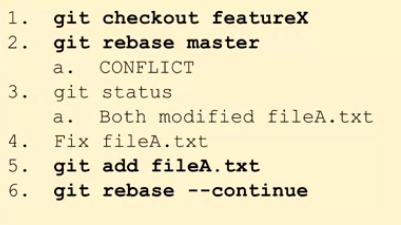 1. git checkout featureX
2. git rebase master
a. CONFLICT
3. git status
a. Both modified fileA.txt
4. Fix fileA.txt
5. git add fileA.txt
6. git rebase --continue